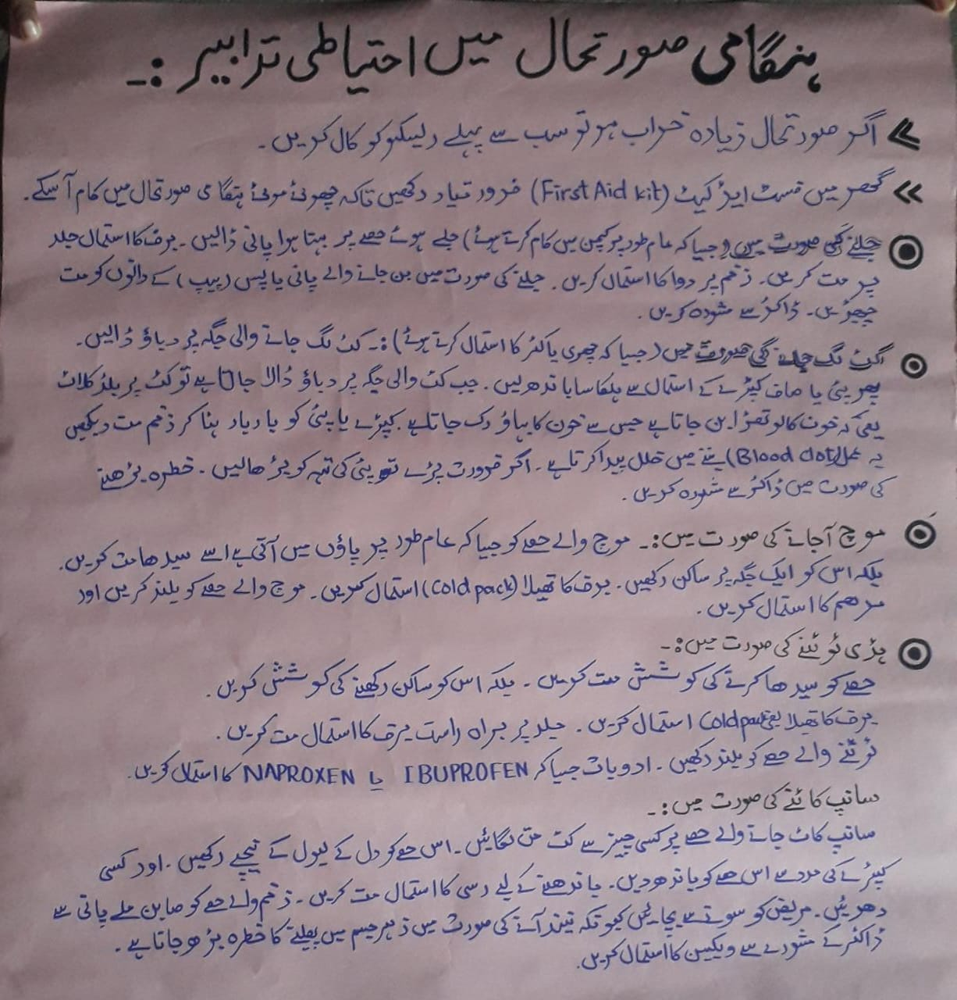 ہنگامی صورتحال میں احتیاطی تدابیر :۔
اگر صورتحال زیادہ خراب ہو تو سب سے پہلے ریسکیو کو کال کریں۔
گھر میں فسٹ ایڈ کیٹ (First Aid kit) ضرور تیار رکھیں تاکہ چھوٹی موٹی ہنگامی صورتحال میں کام آ سکے۔
جلنے کی صورت میں (جیسا کہ عام طور پر کچن میں کام کرتے ہوئے) جلے ہوئے حصے پر بہتا ہوا پانی ڈالیں۔ برف کا استمال جلد
پر مت کریں۔ زخم پر دوا کا استمال کریں۔ جلنے کی صورت میں بن جانے والے پانی یا پس (پیپ) کے دانوں کو مت
چھیڑیں۔ ڈاکٹر سے مشورہ کریں۔
کٹ لگ جانے کی صورت میں (جیسا کہ چھری یا کٹر کا استمال کرتے ہوئے) :۔ کٹ لگ جانے والی جگہ پر دباؤ ڈالیں۔
پھر پٹی یا صاف کپڑے کے استمال سے ہلکا سا باندھ لیں۔ جب کٹ والی جگہ پر دباؤ ڈالا جاتا ہے تو کٹ پر بلڈ کلاٹ
یعنی کہ خون کا لوتھڑا بن جاتا ہے جس سے خون کا بہاؤ رک جاتا ہے۔ کپڑے یا پٹی کو بار بار ہٹا کر زخم مت دیکھیں
یہ عمل (Blood clot) بننے میں خلل پیدا کرتا ہے۔ اگر ضرورت پڑے تو پٹی کی تہہ کو بڑھا لیں۔ خطرہ بڑھنے
کی صورت میں ڈاکٹر سے مشورہ کریں۔
موچ آجانے کی صورت میں :۔ موچ والے حصے کو جیسا کہ عام طور پر پاؤں میں آتی ہے اسے سیدھا مت کریں۔
بلکہ اس کو ایک جگہ پر ساکن رکھیں۔ برف کا تھیلا (Cold pack) استمال کریں۔ موچ والے حصے کو بلند کریں اور
مرھم کا استمال کریں۔
ہڈی ٹوٹنے کی صورت میں :۔
حصے کو سیدھا کرنے کی کوشش مت کریں۔ بلکہ اس کو ساکن رکھنے کی کوشش کریں۔
برف کا تھیلا یعنی Cold pack استمال کریں۔ جلد پر براہ راست برف کا استمال مت کریں۔
ٹوٹنے والے حصے کو بلند رکھیں۔ ادویات جیسا کہ IBUPROFEN یا NAPROXEN کا استمال کریں۔
سانپ کاٹنے کی صورت میں :۔
سانپ کاٹ جانے والے حصے پر کسی چیز سے کٹ مت لگائیں۔ اس حصے کو دل کے لیول کے نیچے رکھیں۔ اور کسی
کپڑے کی مدد سے اس حصے کو باندھ دیں۔ باندھنے کے لیے رسی کا استمال مت کریں۔ زخم والے حصے کو صابن ملے پانی سے
دھوئیں۔ مریض کو سونے سے بچائیں کیونکہ نیند آنے کی صورت میں زہر جسم میں پھیلنے کا خطرہ بڑھ جاتا ہے۔
ڈاکٹر کے مشورے سے ویکسین کا استمال کریں۔